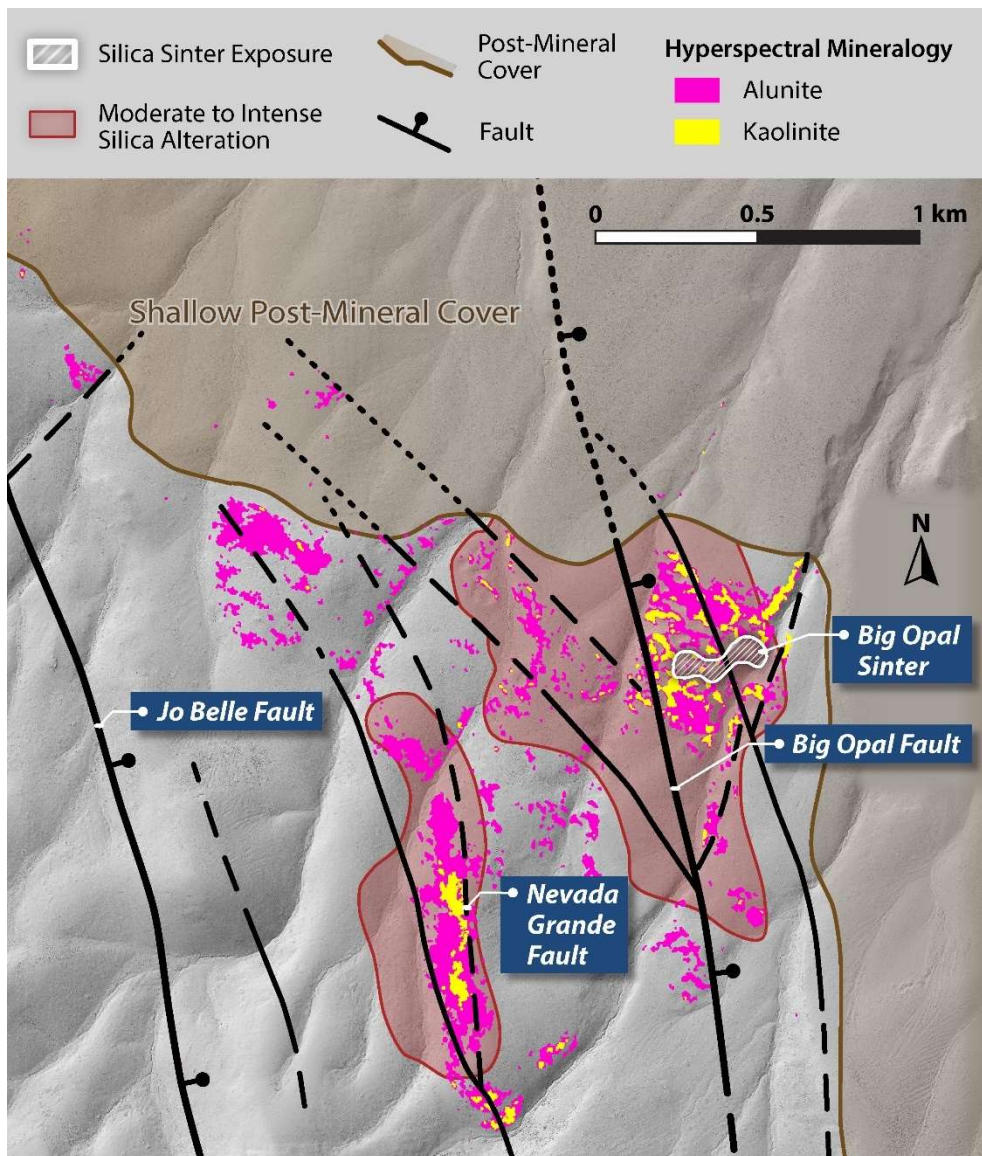 Silica Sinter Exposure
Moderate to Intense
Silica Alteration
Post-Mineral
Cover
Fault
Hyperspectral Mineralogy
Alunite
Kaolinite
0
0.5
1 km
Shallow Post-Mineral Cover
N
Big Opal
Sinter
Jo Belle Fault
Big Opal Fault
Nevada
Grande
Fault